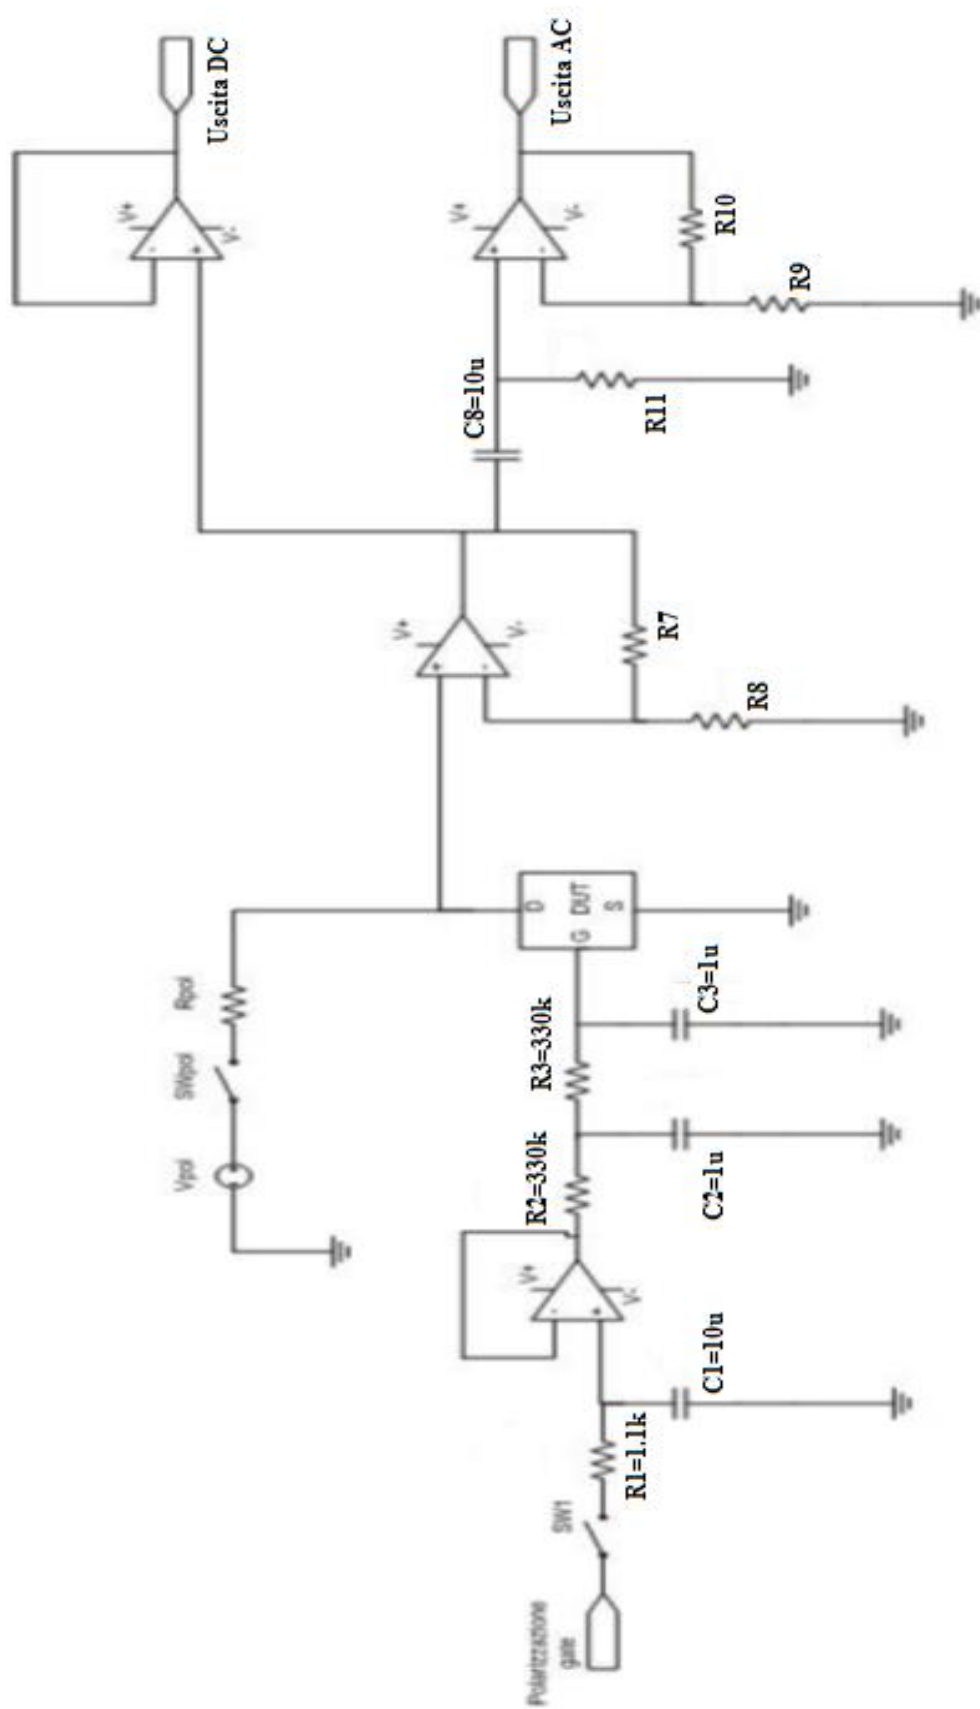 Polarizzazione
gate
SW1
R1=1.1k
C1=10u
-
+
V+
V-
R2=330k
C2=1u
R3=330k
C3=1u
Vpol
SWpol
Rpol
D
G DUT
S
+
-
V+
V-
R8
R7
C8=10u
R11
-
+
V+
V-
Uscita DC
+
-
V+
V-
R9
R10
Uscita AC